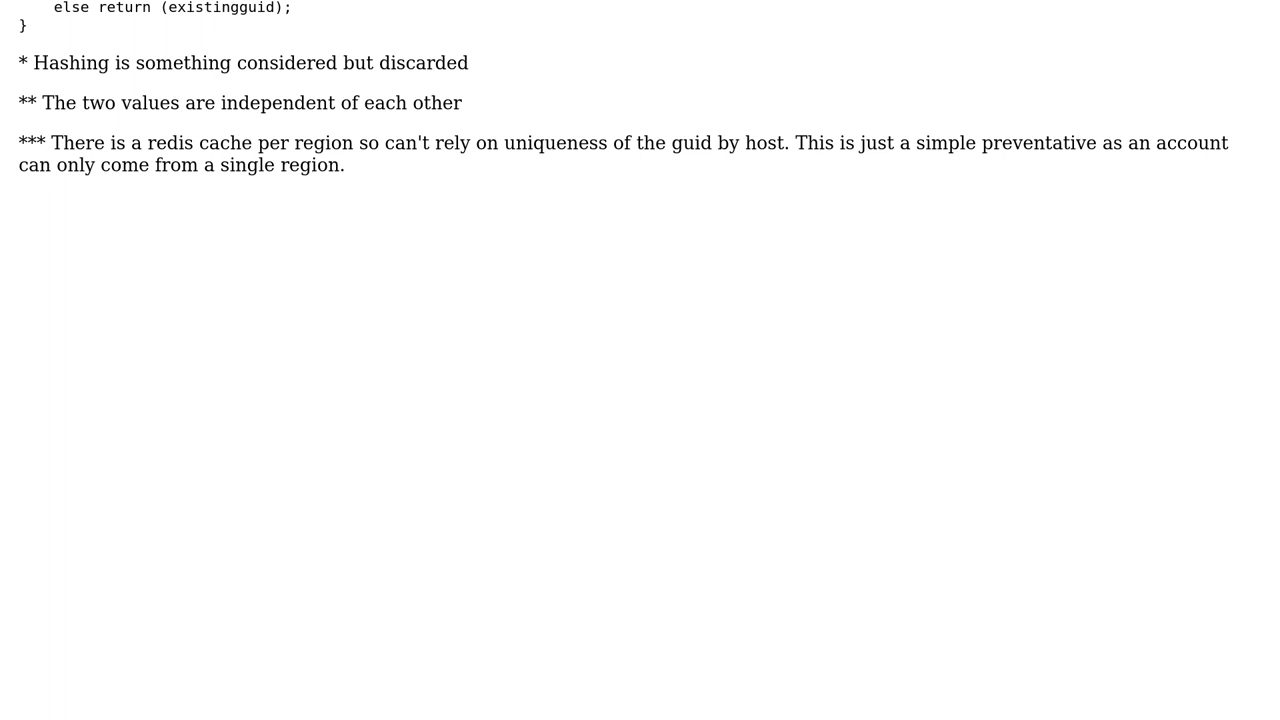 else return (existingguid);
}
* Hashing is something considered but discarded
** The two values are independent of each other
*** There is a redis cache per region so can't rely on uniqueness of the guid by host. This is just a simple preventative as an account
can only come from a single region.